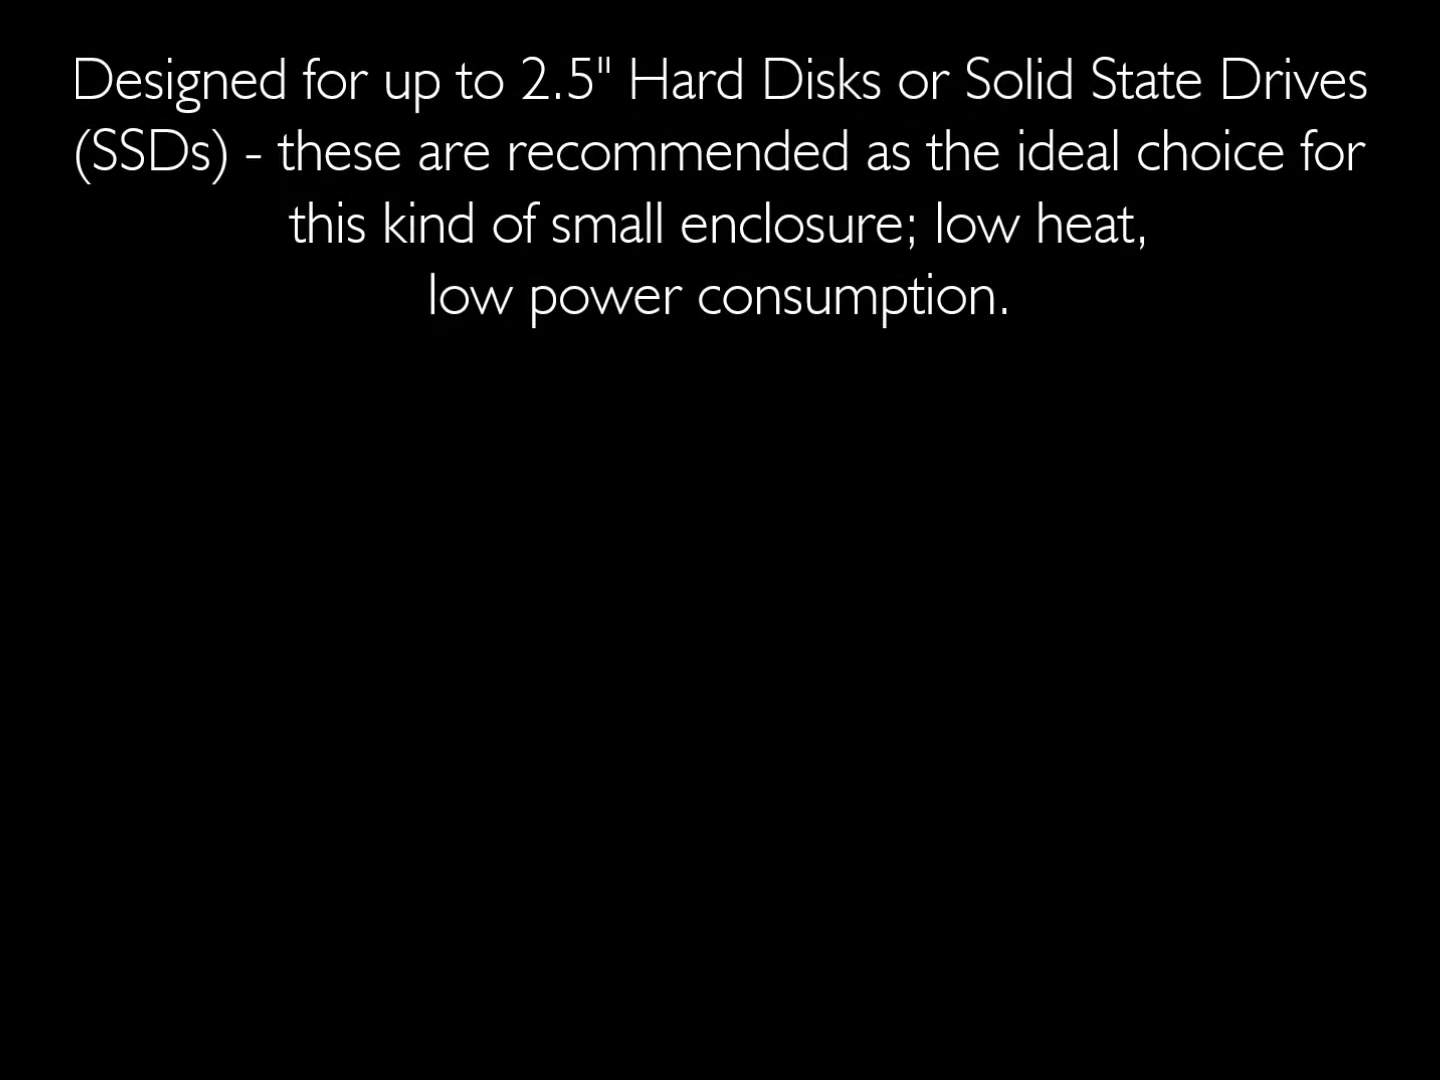 Designed for up to 2.5" Hard Disks or Solid State Drives
(SSDs) - these are recommended as the ideal choice for
this kind of small enclosure; low heat,
low power consumption.